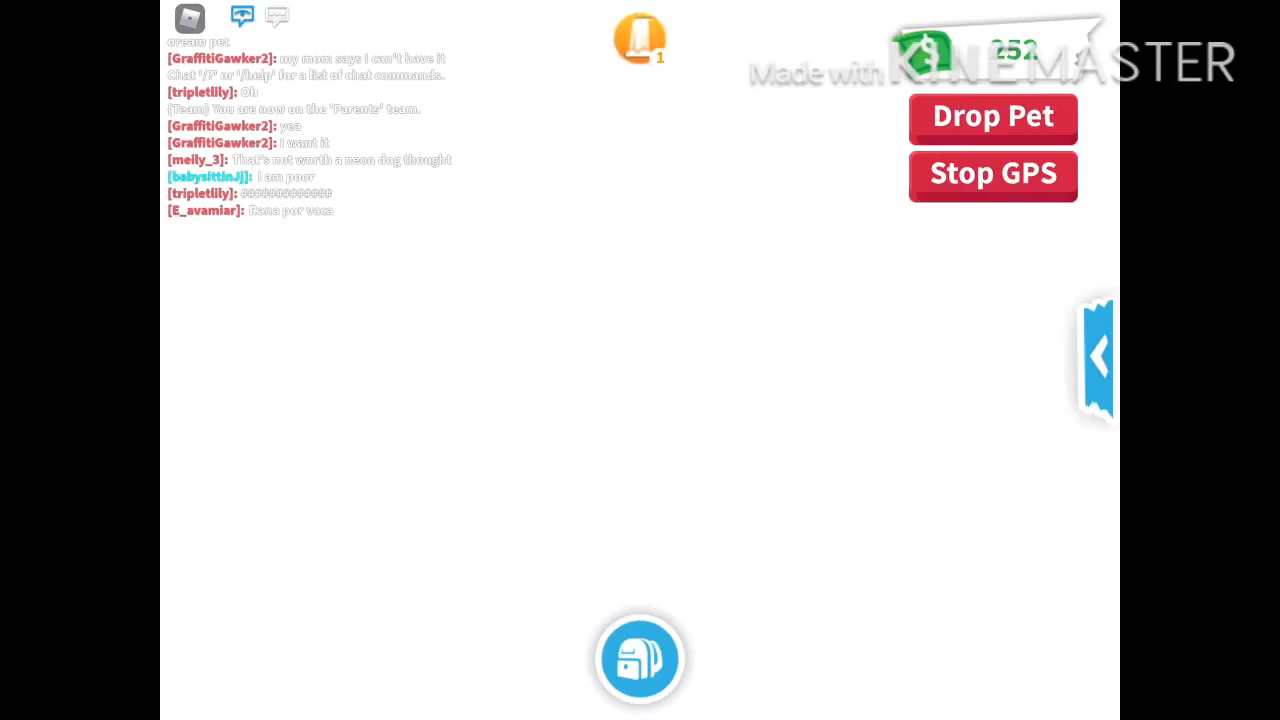 dream pet
[GraffitiGawker2]: my mom says I can't have it
Chat '/?' or '/help' for a list of chat commands.
[tripletlily]: Oh
{Team} You are now on the 'Parents' team.
[GraffitiGawker2]: yea
[GraffitiGawker2]: I want it
[meily_3]: That's not worth a neon dog thought
[babysittinJj]: I am poor
[tripletlily]: ##############
[E_avamiar]: Rana por vaca
1
$ 252
Made with KINEMASTER
Drop Pet
Stop GPS